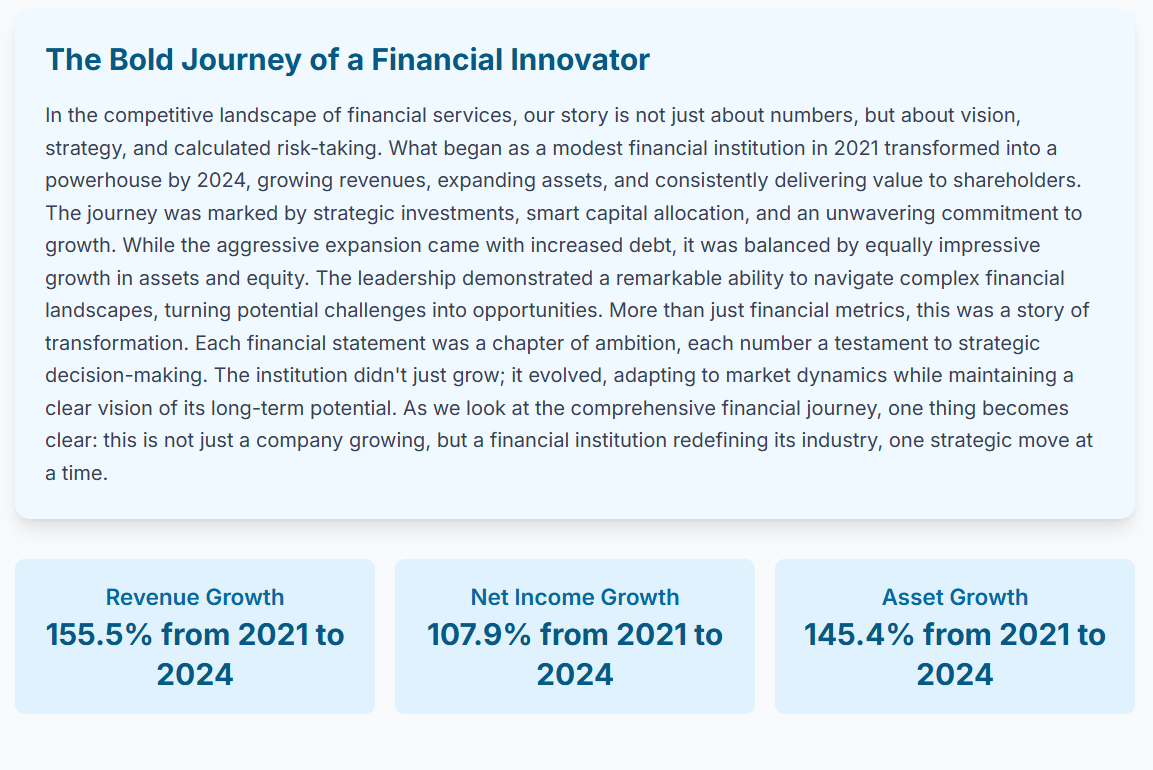 The Bold Journey of a Financial Innovator
In the competitive landscape of financial services, our story is not just about numbers, but about vision,
strategy, and calculated risk-taking. What began as a modest financial institution in 2021 transformed into a
powerhouse by 2024, growing revenues, expanding assets, and consistently delivering value to shareholders.
The journey was marked by strategic investments, smart capital allocation, and an unwavering commitment to
growth. While the aggressive expansion came with increased debt, it was balanced by equally impressive
growth in assets and equity. The leadership demonstrated a remarkable ability to navigate complex financial
landscapes, turning potential challenges into opportunities. More than just financial metrics, this was a story of
transformation. Each financial statement was a chapter of ambition, each number a testament to strategic
decision-making. The institution didn't just grow; it evolved, adapting to market dynamics while maintaining a
clear vision of its long-term potential. As we look at the comprehensive financial journey, one thing becomes
clear: this is not just a company growing, but a financial institution redefining its industry, one strategic move at
a time.
Revenue Growth
155.5% from 2021 to
2024
Net Income Growth
107.9% from 2021 to
2024
Asset Growth
145.4% from 2021 to
2024